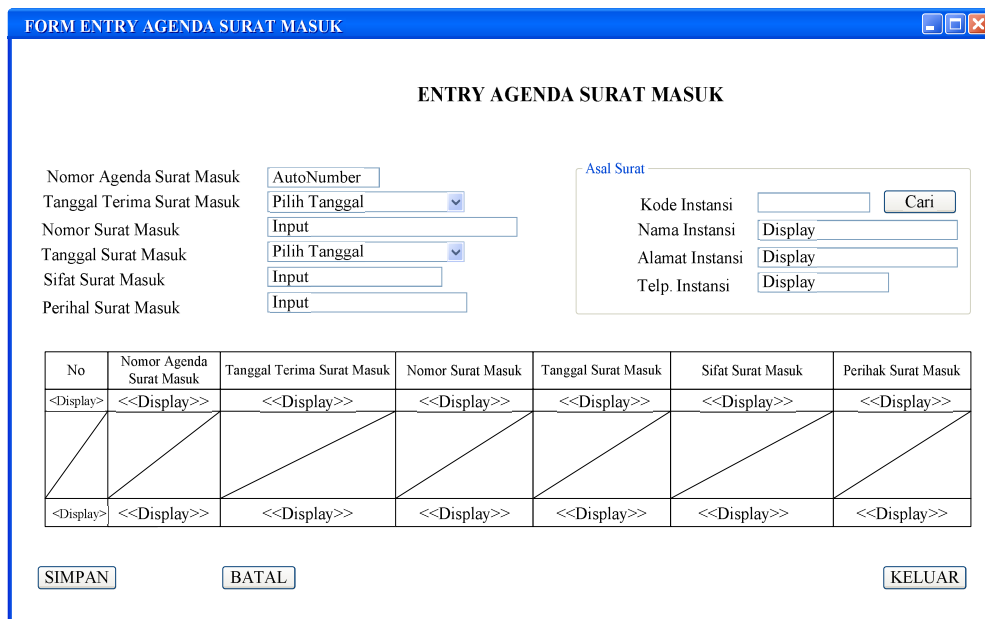 FORM ENTRY AGENDA SURAT MASUK
ENTRY AGENDA SURAT MASUK
Nomor Agenda Surat Masuk AutoNumber
Tanggal Terima Surat Masuk Pilih Tanggal
Nomor Surat Masuk Input
Tanggal Surat Masuk Pilih Tanggal
Sifat Surat Masuk Input
Perihal Surat Masuk Input
Asal Surat
Kode Instansi Cari
Nama Instansi Display
Alamat Instansi Display
Telp. Instansi Display
No Nomor Agenda Surat Masuk Tanggal Terima Surat Masuk Nomor Surat Masuk Tanggal Surat Masuk Sifat Surat Masuk Perihak Surat Masuk
<Display> <<Display>> <<Display>> <<Display>> <<Display>> <<Display>> <<Display>>
<Display> <<Display>> <<Display>> <<Display>> <<Display>> <<Display>> <<Display>>
SIMPAN BATAL KELUAR